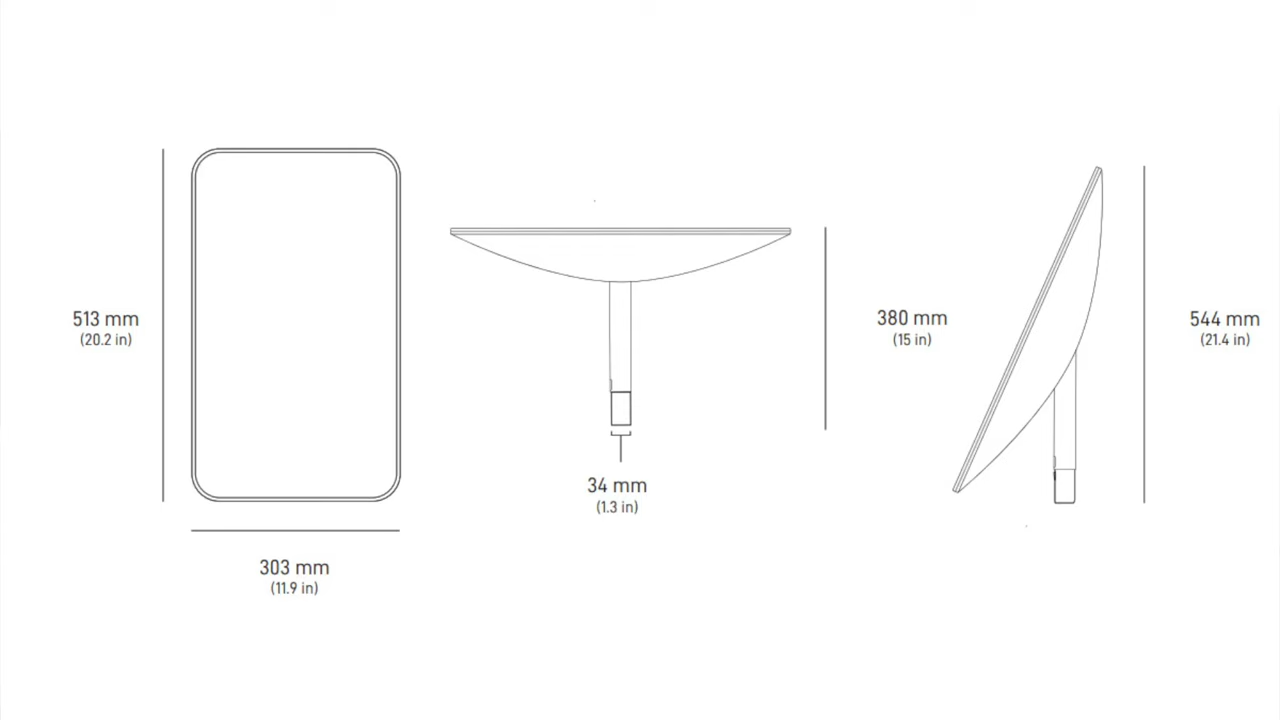 513 mm
(20.2 in)
303 mm
(11.9 in)
34 mm
(1.3 in)
380 mm
(15 in)
544 mm
(21.4 in)